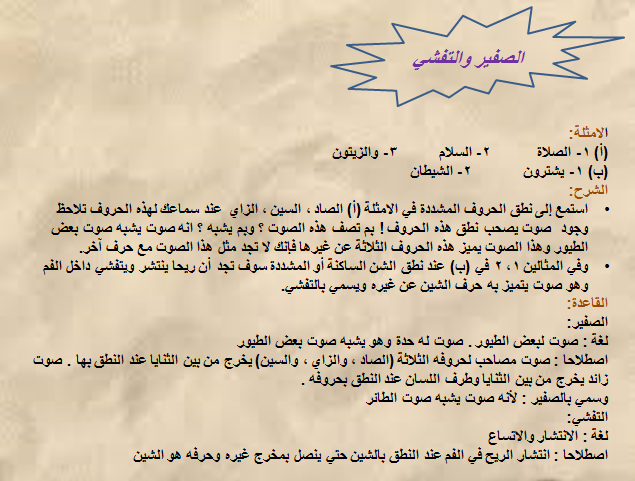 الصفير والتفشي
الامثلة:
(أ) ١- الصلاة ٢- السلام ٣- والزيتون
(ب) ١- يشترون ٢- الشيطان
الشرح:
• استمع إلى نطق الحروف المشددة في الامثلة (أ) الصاد ، السين ، الزاي عند سماعك لهذه الحروف تلاحظ
وجود صوت يصحب نطق هذه الحروف ! بم تصف هذه الصوت ؟ وبم يشبه ؟ انه صوت يشبه صوت بعض
الطيور وهذا الصوت يميز هذه الحروف الثلاثة عن غيرها فإنك لا تجد مثل هذا الصوت مع حرف آخر.
• وفي المثالين ١ ، ٢ في (ب) عند نطق الشن الساكنة أو المشددة سوف تجد أن ريحا ينتشر ويتفشي داخل الفم
وهو صوت يتميز به حرف الشين عن غيره ويسمي بالتفشي.
القاعدة:
الصفير:
لغة : صوت لبعض الطيور . صوت له حدة وهو يشبه صوت بعض الطيور
اصطلاحا : صوت مصاحب لحروفه الثلاثة (الصاد ، والزاي ، والسين) يخرج من بين الثنايا عند النطق بها . صوت
زائد يخرج من بين الثنايا وطرف اللسان عند النطق بحروفه .
وسمي بالصفير : لأنه صوت يشبه صوت الطائر
التفشي:
لغة : الانتشار والاتساع
اصطلاحا : انتشار الريح في الفم عند النطق بالشين حتي ينصل بمخرج غيره وحرفه هو الشين